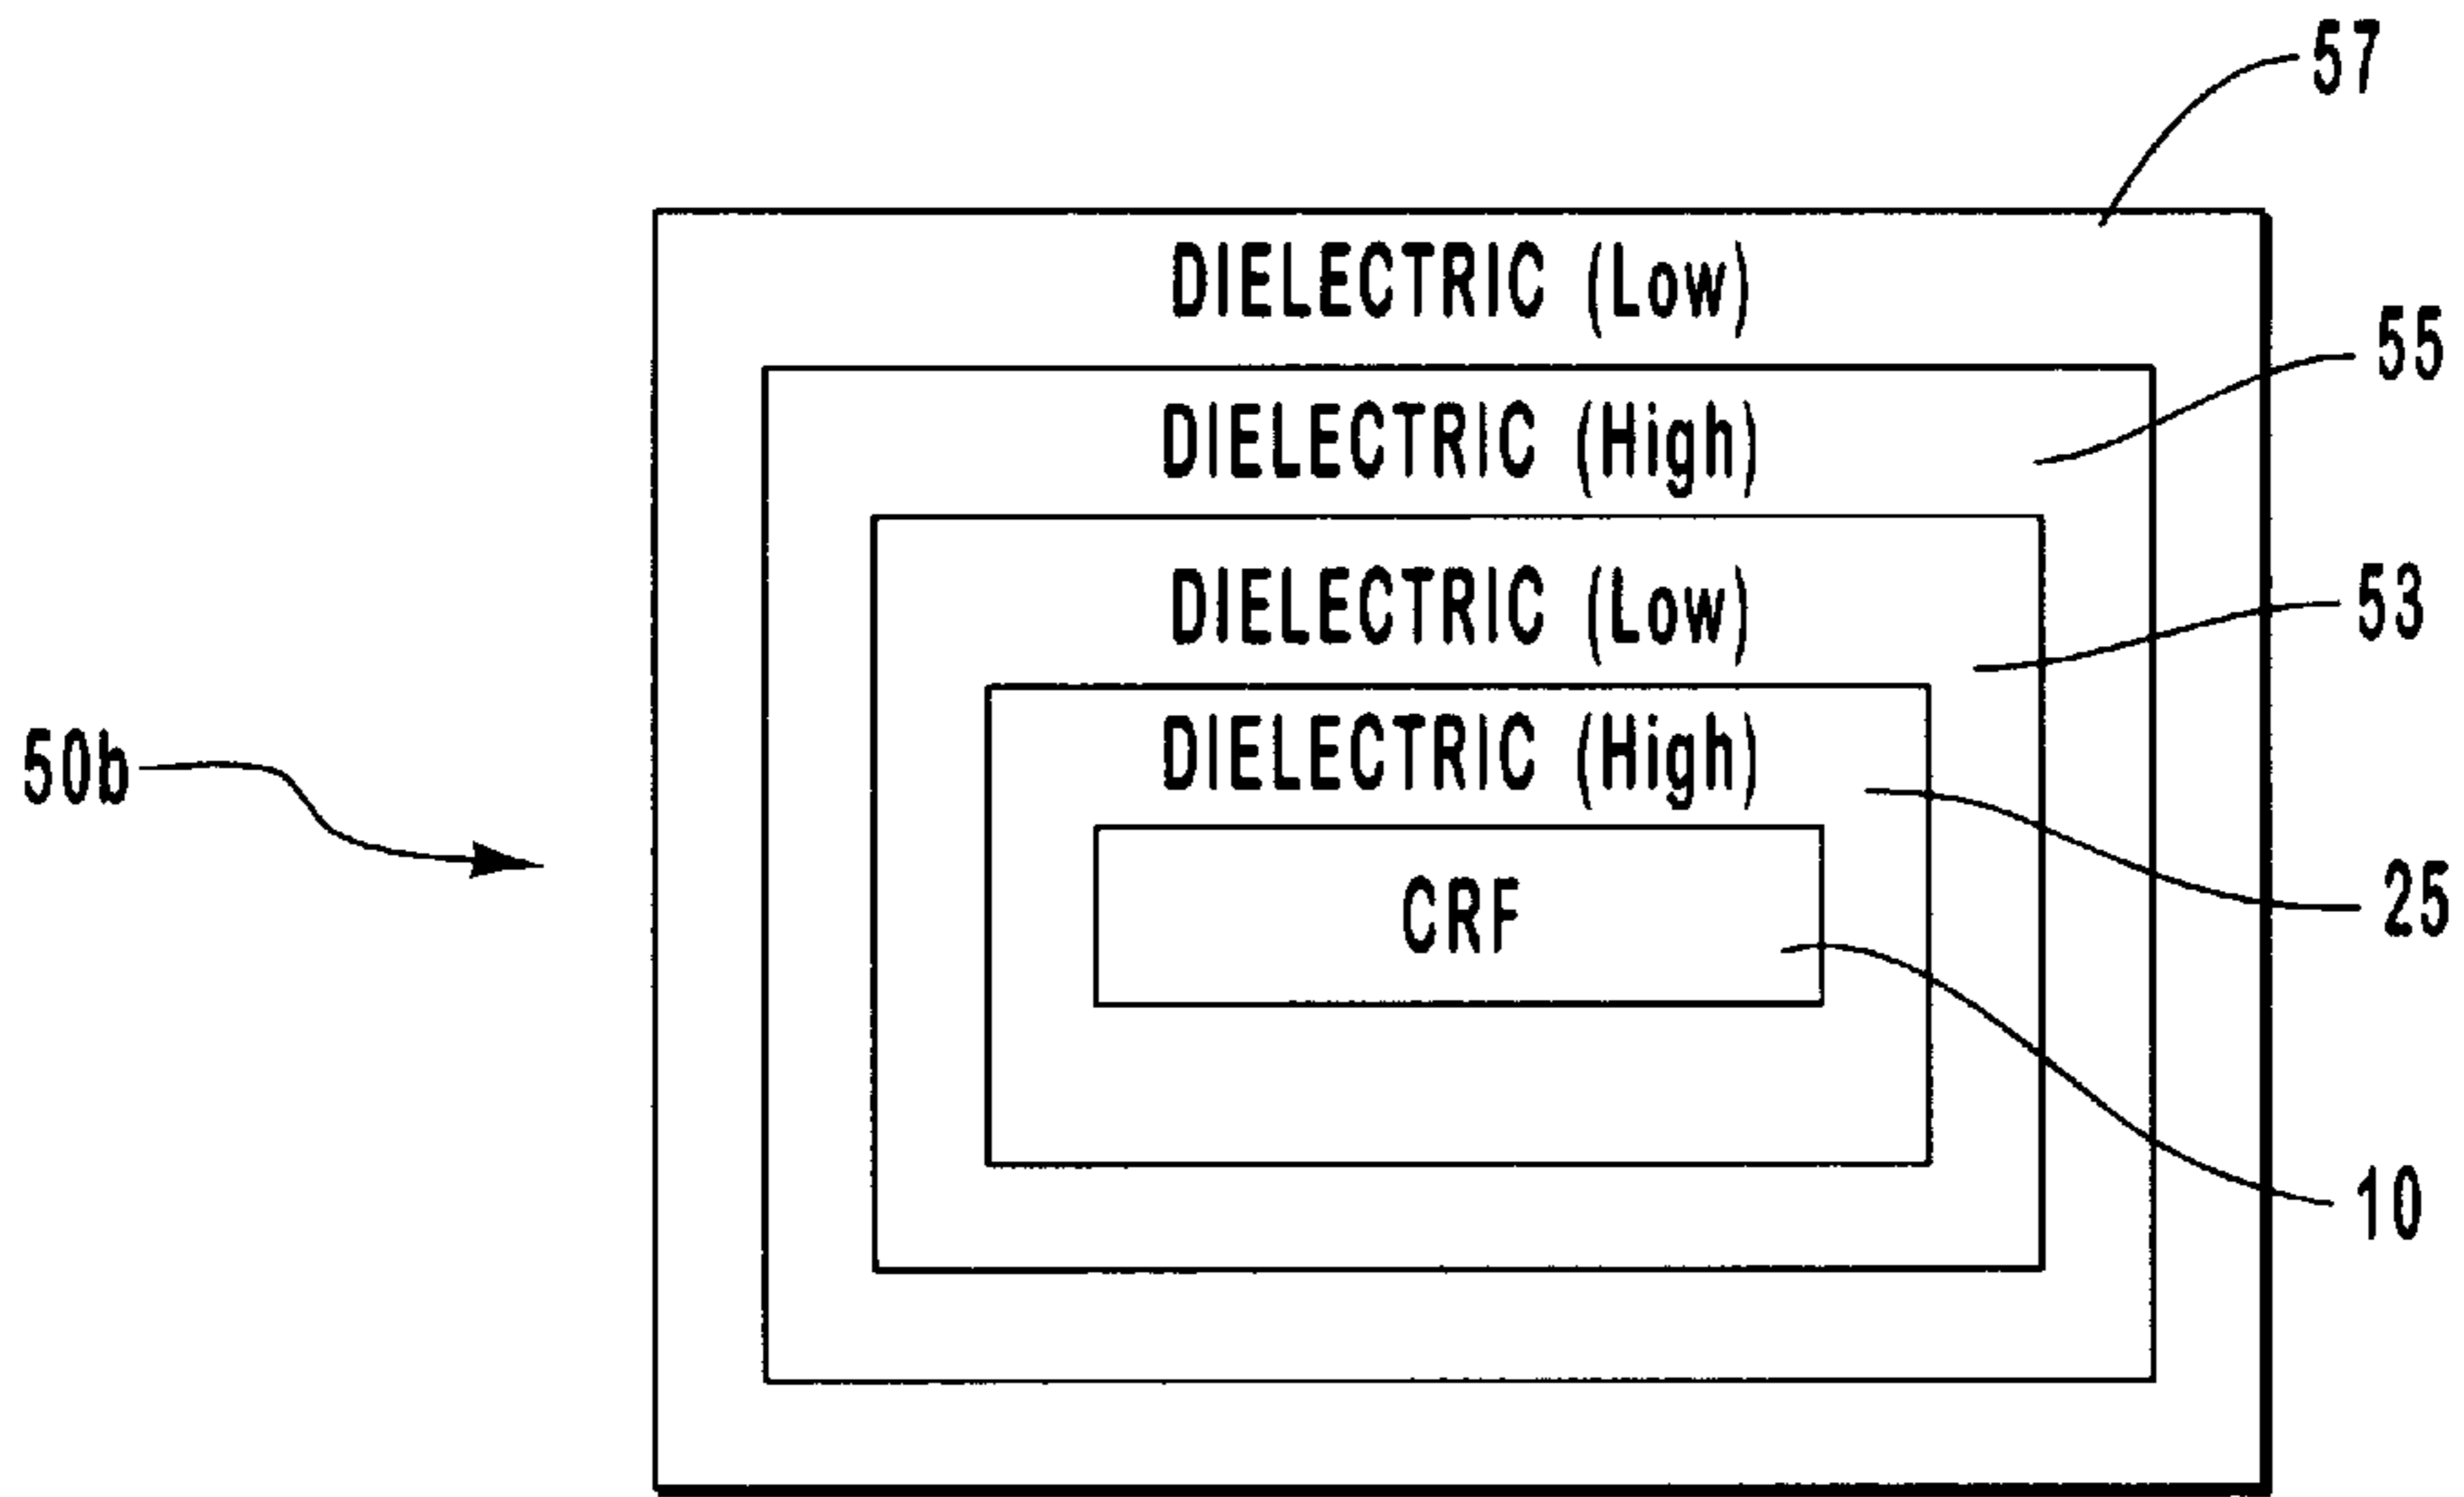 57
DIELECTRIC (Low)
55
DIELECTRIC (High)
53
DIELECTRIC (Low)
50b
DIELECTRIC (High)
25
CRF
10